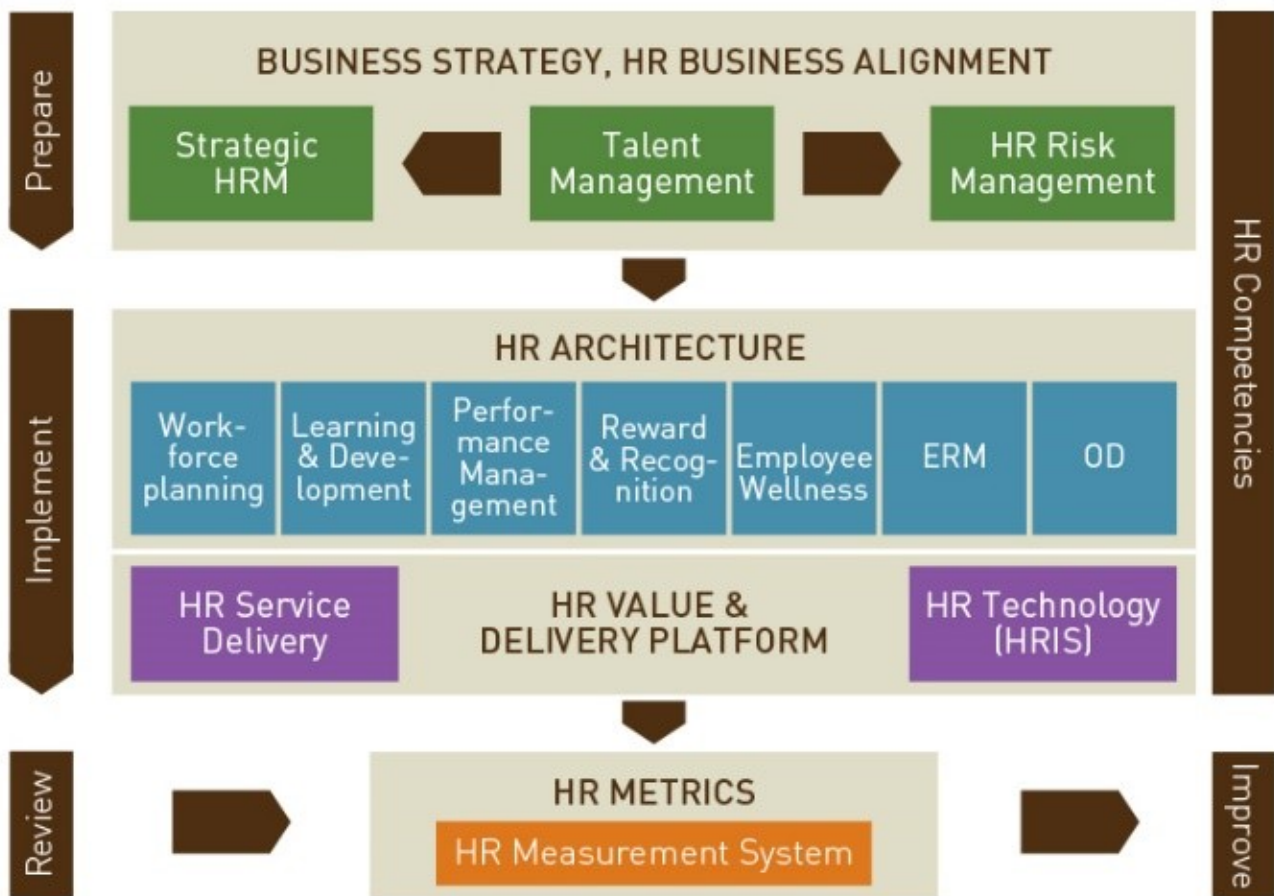 Prepare
BUSINESS STRATEGY, HR BUSINESS ALIGNMENT
Strategic
HRM
Talent
Management
HR Risk
Management
HR Competencies
Implement
HR ARCHITECTURE
Work-
force
planning
Learning
& Deve-
lopment
Perfor-
mance
Mana-
gement
Reward
& Recog-
nition
Employee
Wellness
ERM
OD
HR Service
Delivery
HR VALUE &
DELIVERY PLATFORM
HR Technology
(HRIS)
Review
HR METRICS
HR Measurement System
Improve